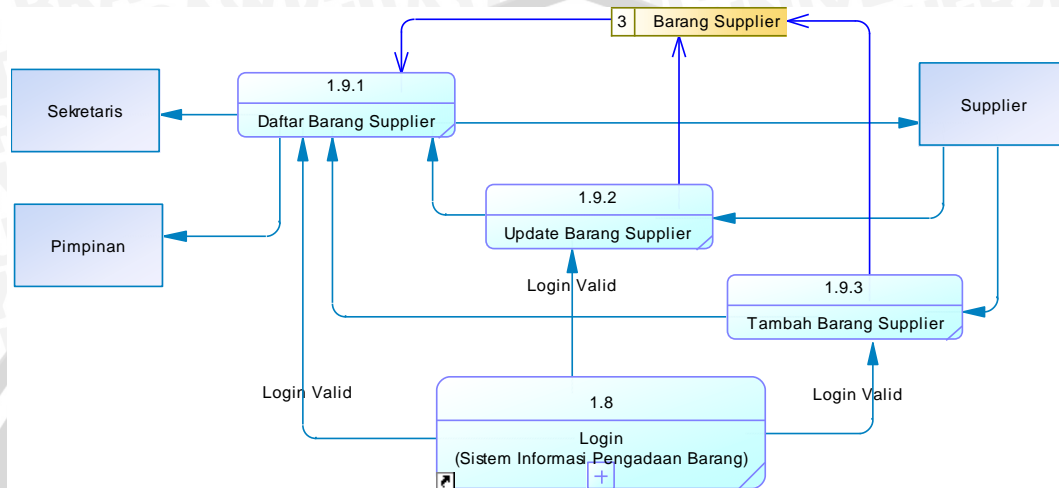 3 Barang Supplier
1.9.1
Daftar Barang Supplier
Sekretaris
Supplier
1.9.2
Update Barang Supplier
Pimpinan
Login Valid
1.9.3
Tambah Barang Supplier
Login Valid
Login Valid
1.8
Login
(Sistem Informasi Pengadaan Barang)